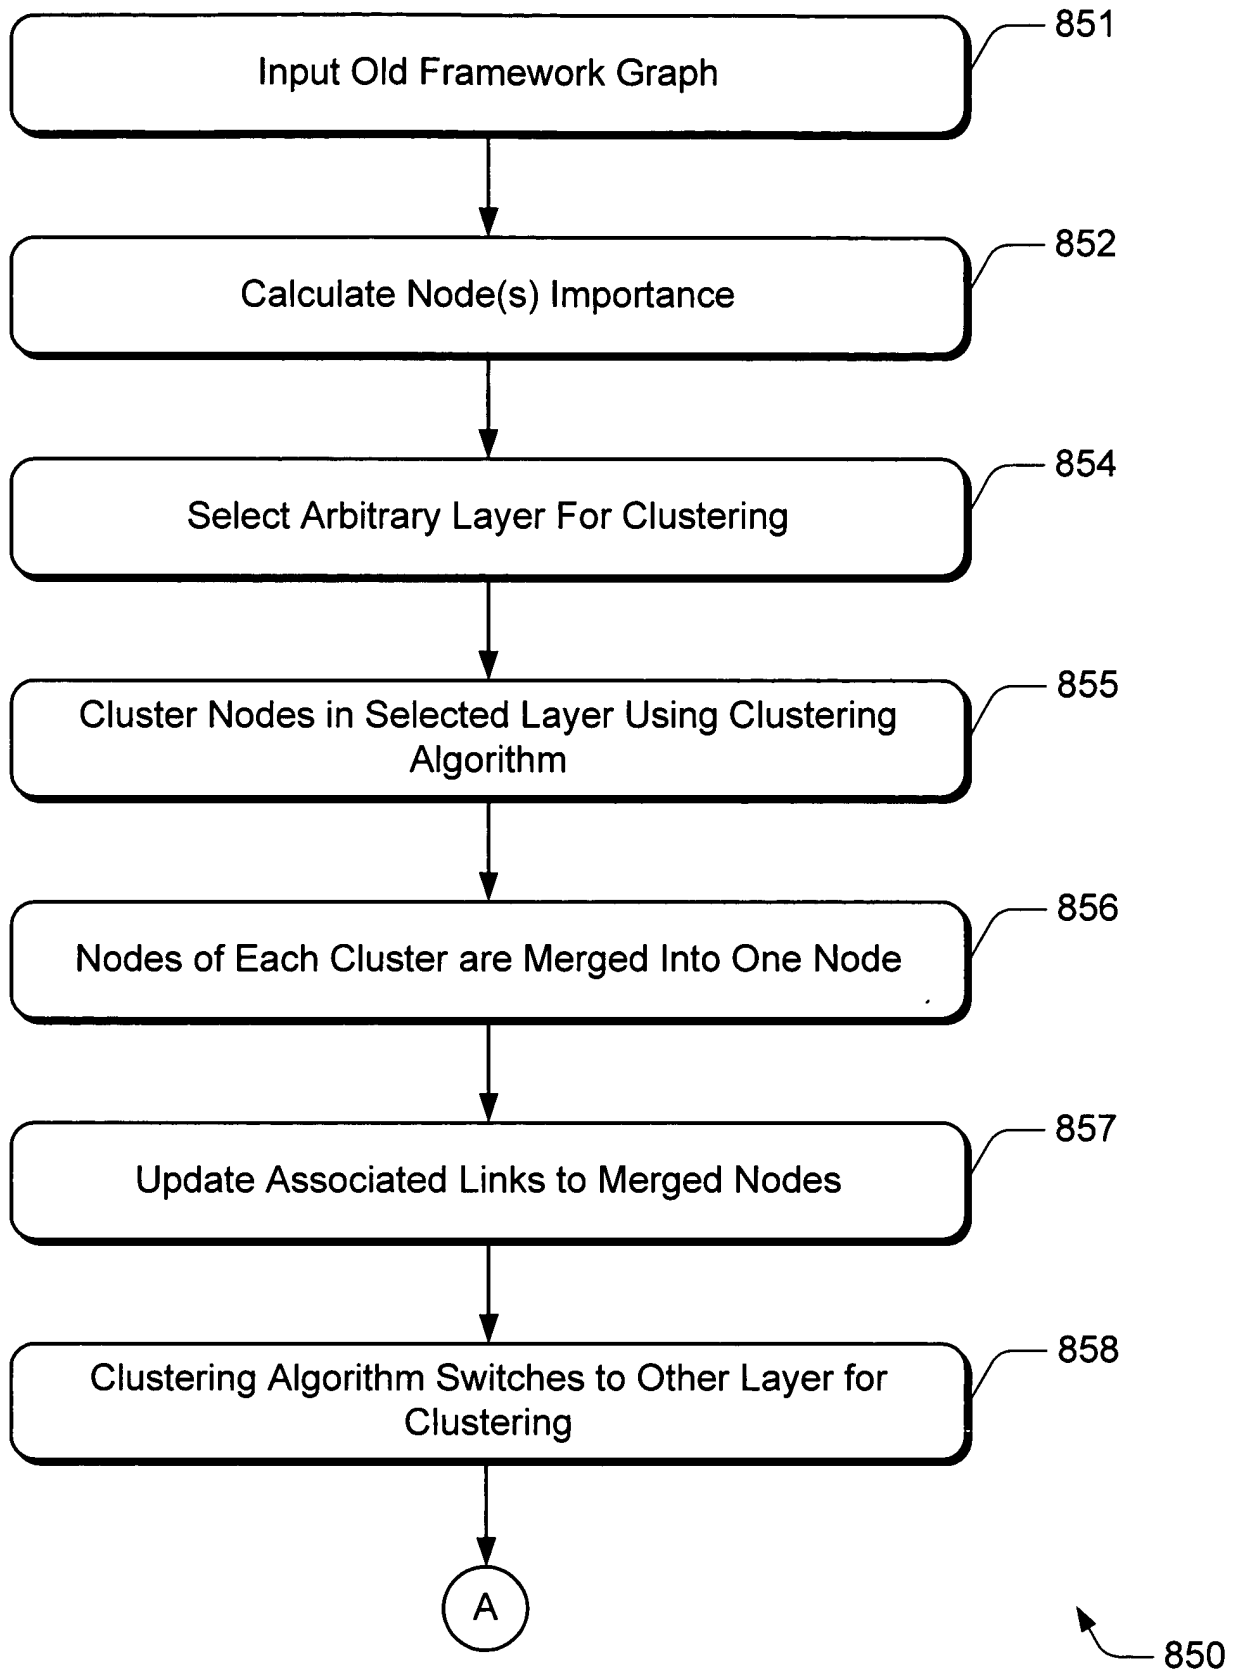 851
Input Old Framework Graph
852
Calculate Node(s) Importance
854
Select Arbitrary Layer For Clustering
855
Cluster Nodes in Selected Layer Using Clustering
Algorithm
856
Nodes of Each Cluster are Merged Into One Node
857
Update Associated Links to Merged Nodes
858
Clustering Algorithm Switches to Other Layer for
Clustering
A
850